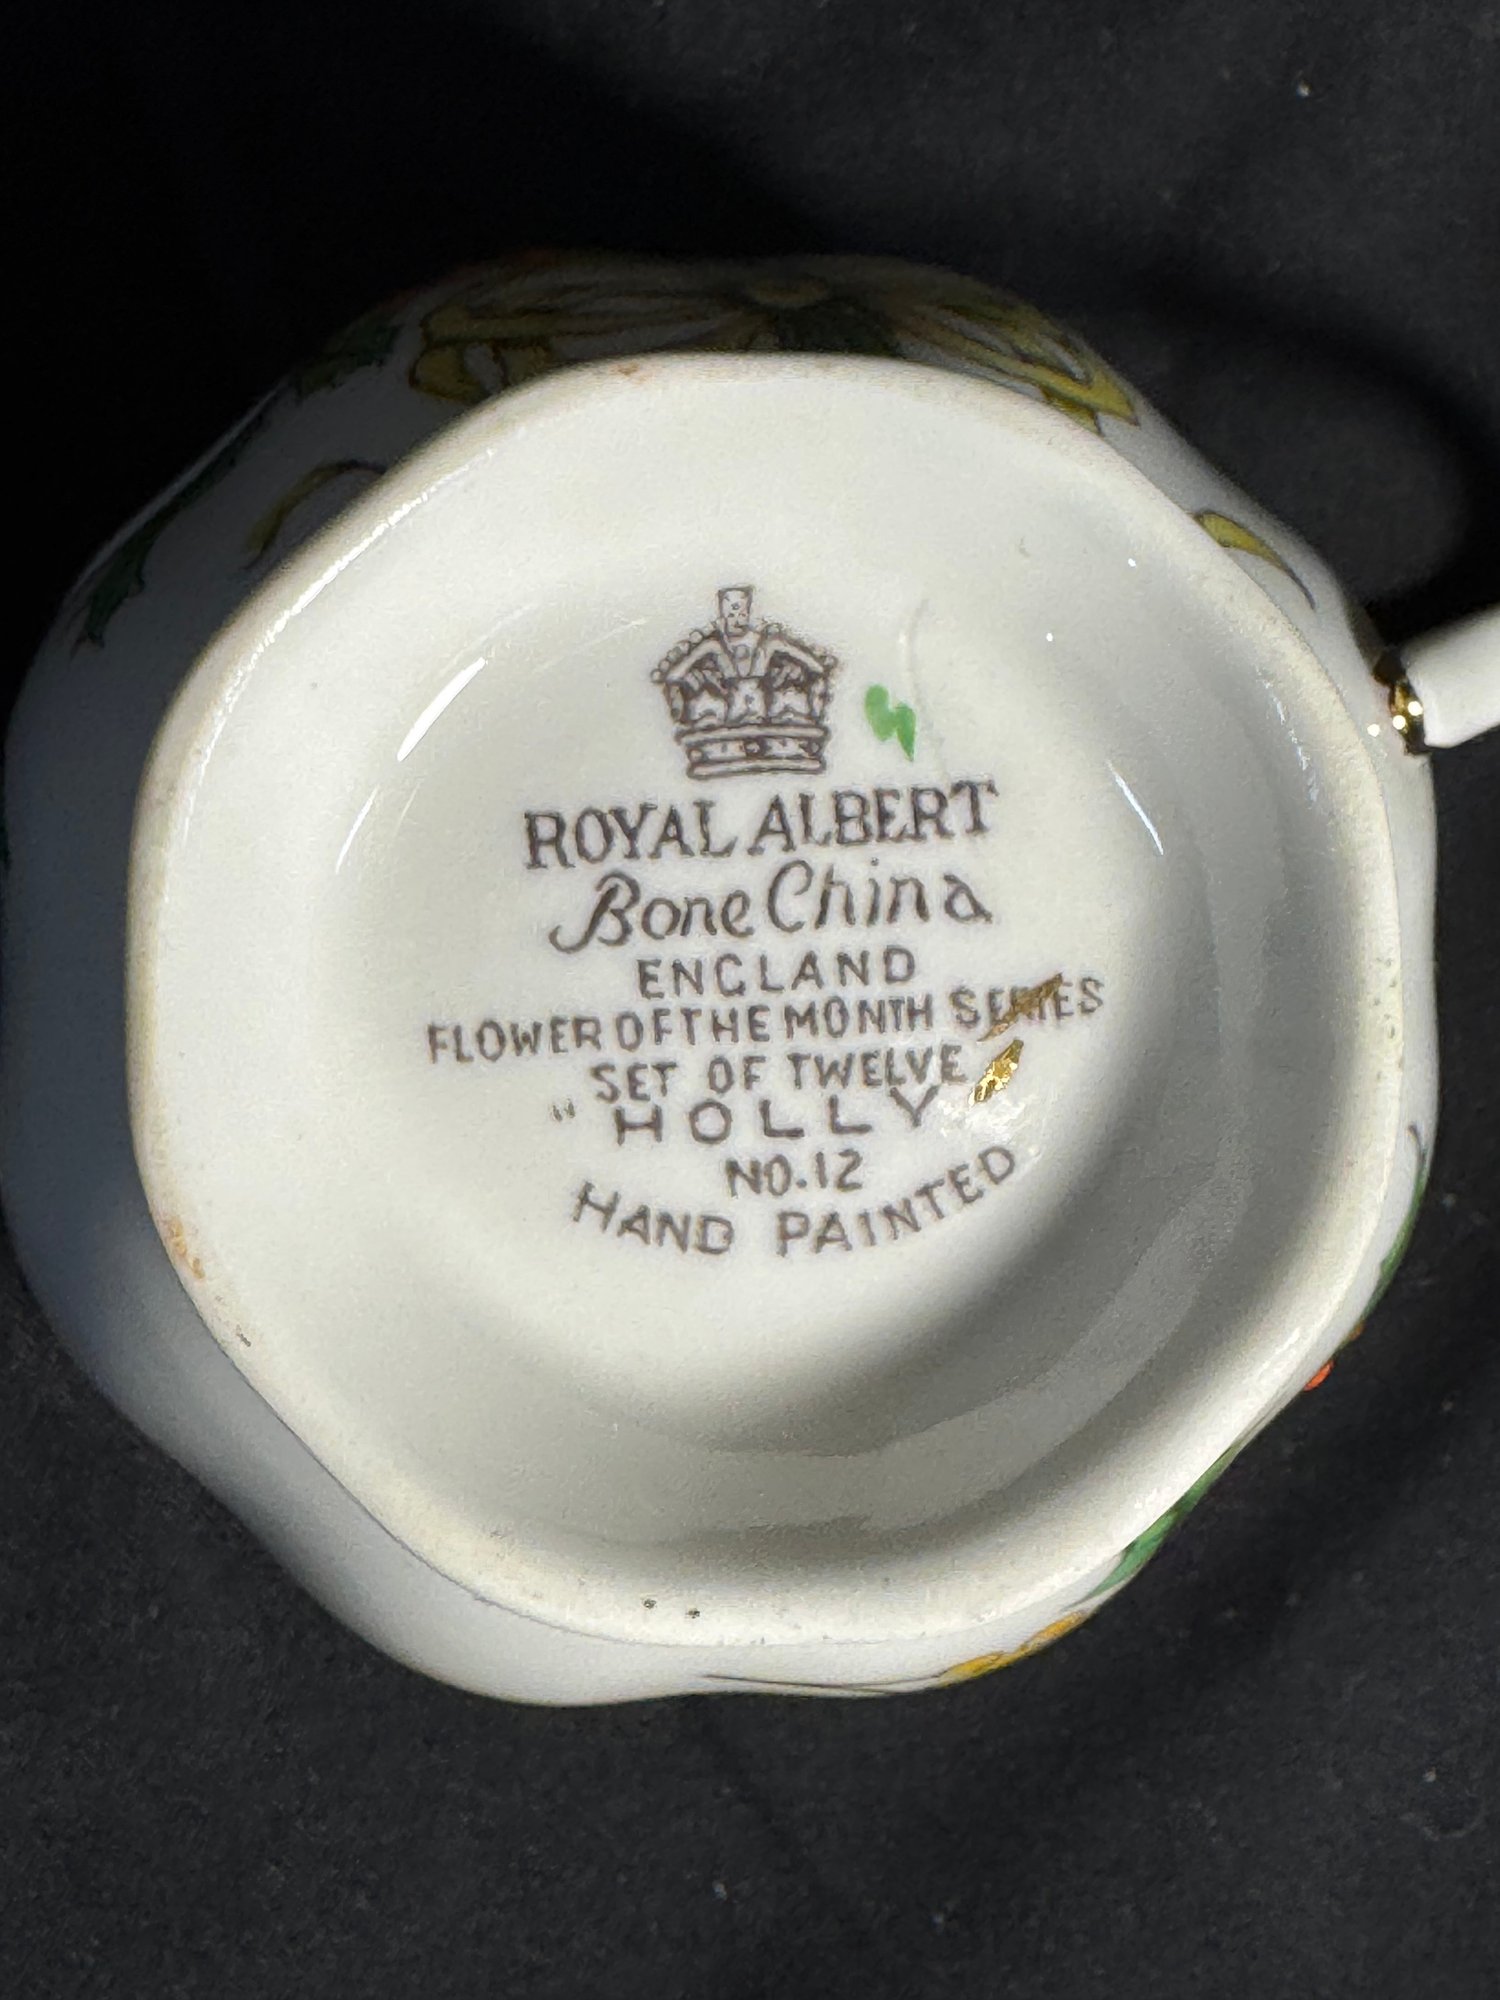 ROYAL ALBERT
Bone China
ENGLAND
FLOWER OF THE MONTH SERIES
SET OF TWELVE
"HOLLY
NO.12
HAND PAINTED